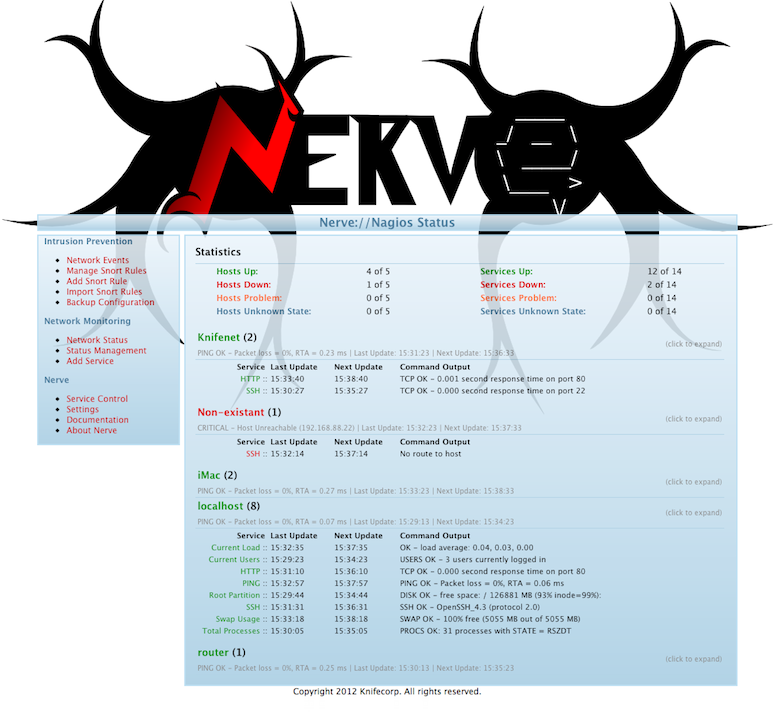 NERVE
Nerve://Nagios Status
Intrusion Prevention
Network Events
Manage Snort Rules
Add Snort Rule
Import Snort Rules
Backup Configuration
Network Monitoring
Network Status
Status Management
Add Service
Nerve
Service Control
Settings
Documentation
About Nerve
Statistics
Hosts Up: 4 of 5 Services Up: 12 of 14
Hosts Down: 1 of 5 Services Down: 2 of 14
Hosts Problem: 0 of 5 Services Problem: 0 of 14
Hosts Unknown State: 0 of 5 Services Unknown State: 0 of 14
Knifenet (2)
(click to expand)
PING OK - Packet loss = 0%, RTA = 0.23 ms | Last Update: 15:31:23 | Next Update: 15:36:33
Service Last Update Next Update Command Output
HTTP :: 15:33:40 15:38:40 TCP OK - 0.001 second response time on port 80
SSH :: 15:30:27 15:35:27 TCP OK - 0.000 second response time on port 22
Non-existant (1)
(click to expand)
CRITICAL - Host Unreachable (192.168.88.22) | Last Update: 15:32:23 | Next Update: 15:37:33
Service Last Update Next Update Command Output
SSH :: 15:32:14 15:37:14 No route to host
iMac (2)
(click to expand)
PING OK - Packet loss = 0%, RTA = 0.27 ms | Last Update: 15:33:23 | Next Update: 15:38:33
localhost (8)
(click to expand)
PING OK - Packet loss = 0%, RTA = 0.07 ms | Last Update: 15:29:13 | Next Update: 15:34:23
Service Last Update Next Update Command Output
Current Load :: 15:32:35 15:37:35 OK - load average: 0.04, 0.03, 0.00
Current Users :: 15:29:23 15:34:23 USERS OK - 3 users currently logged in
HTTP :: 15:31:10 15:36:10 TCP OK - 0.000 second response time on port 80
PING :: 15:32:57 15:37:57 PING OK - Packet loss = 0%, RTA = 0.06 ms
Root Partition :: 15:29:44 15:34:44 DISK OK - free space: / 126881 MB (93% inode=99%):
SSH :: 15:31:31 15:36:31 SSH OK - OpenSSH_4.3 (protocol 2.0)
Swap Usage :: 15:33:18 15:38:18 SWAP OK - 100% free (5055 MB out of 5055 MB)
Total Processes :: 15:30:05 15:35:05 PROCS OK: 31 processes with STATE = RSZDT
router (1)
(click to expand)
PING OK - Packet loss = 0%, RTA = 0.25 ms | Last Update: 15:30:13 | Next Update: 15:35:23
Copyright 2012 Knifecorp. All rights reserved.